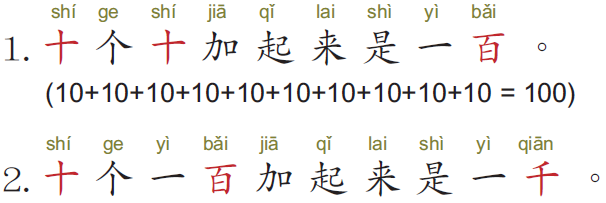 shí ge shí jiā qǐ lai shì yì bǎi
1. 十个十加起来是一百。
(10+10+10+10+10+10+10+10+10+10 = 100)
shí ge yì bǎi jiā qǐ lai shì yì qiān
2. 十个一百加起来是一千。